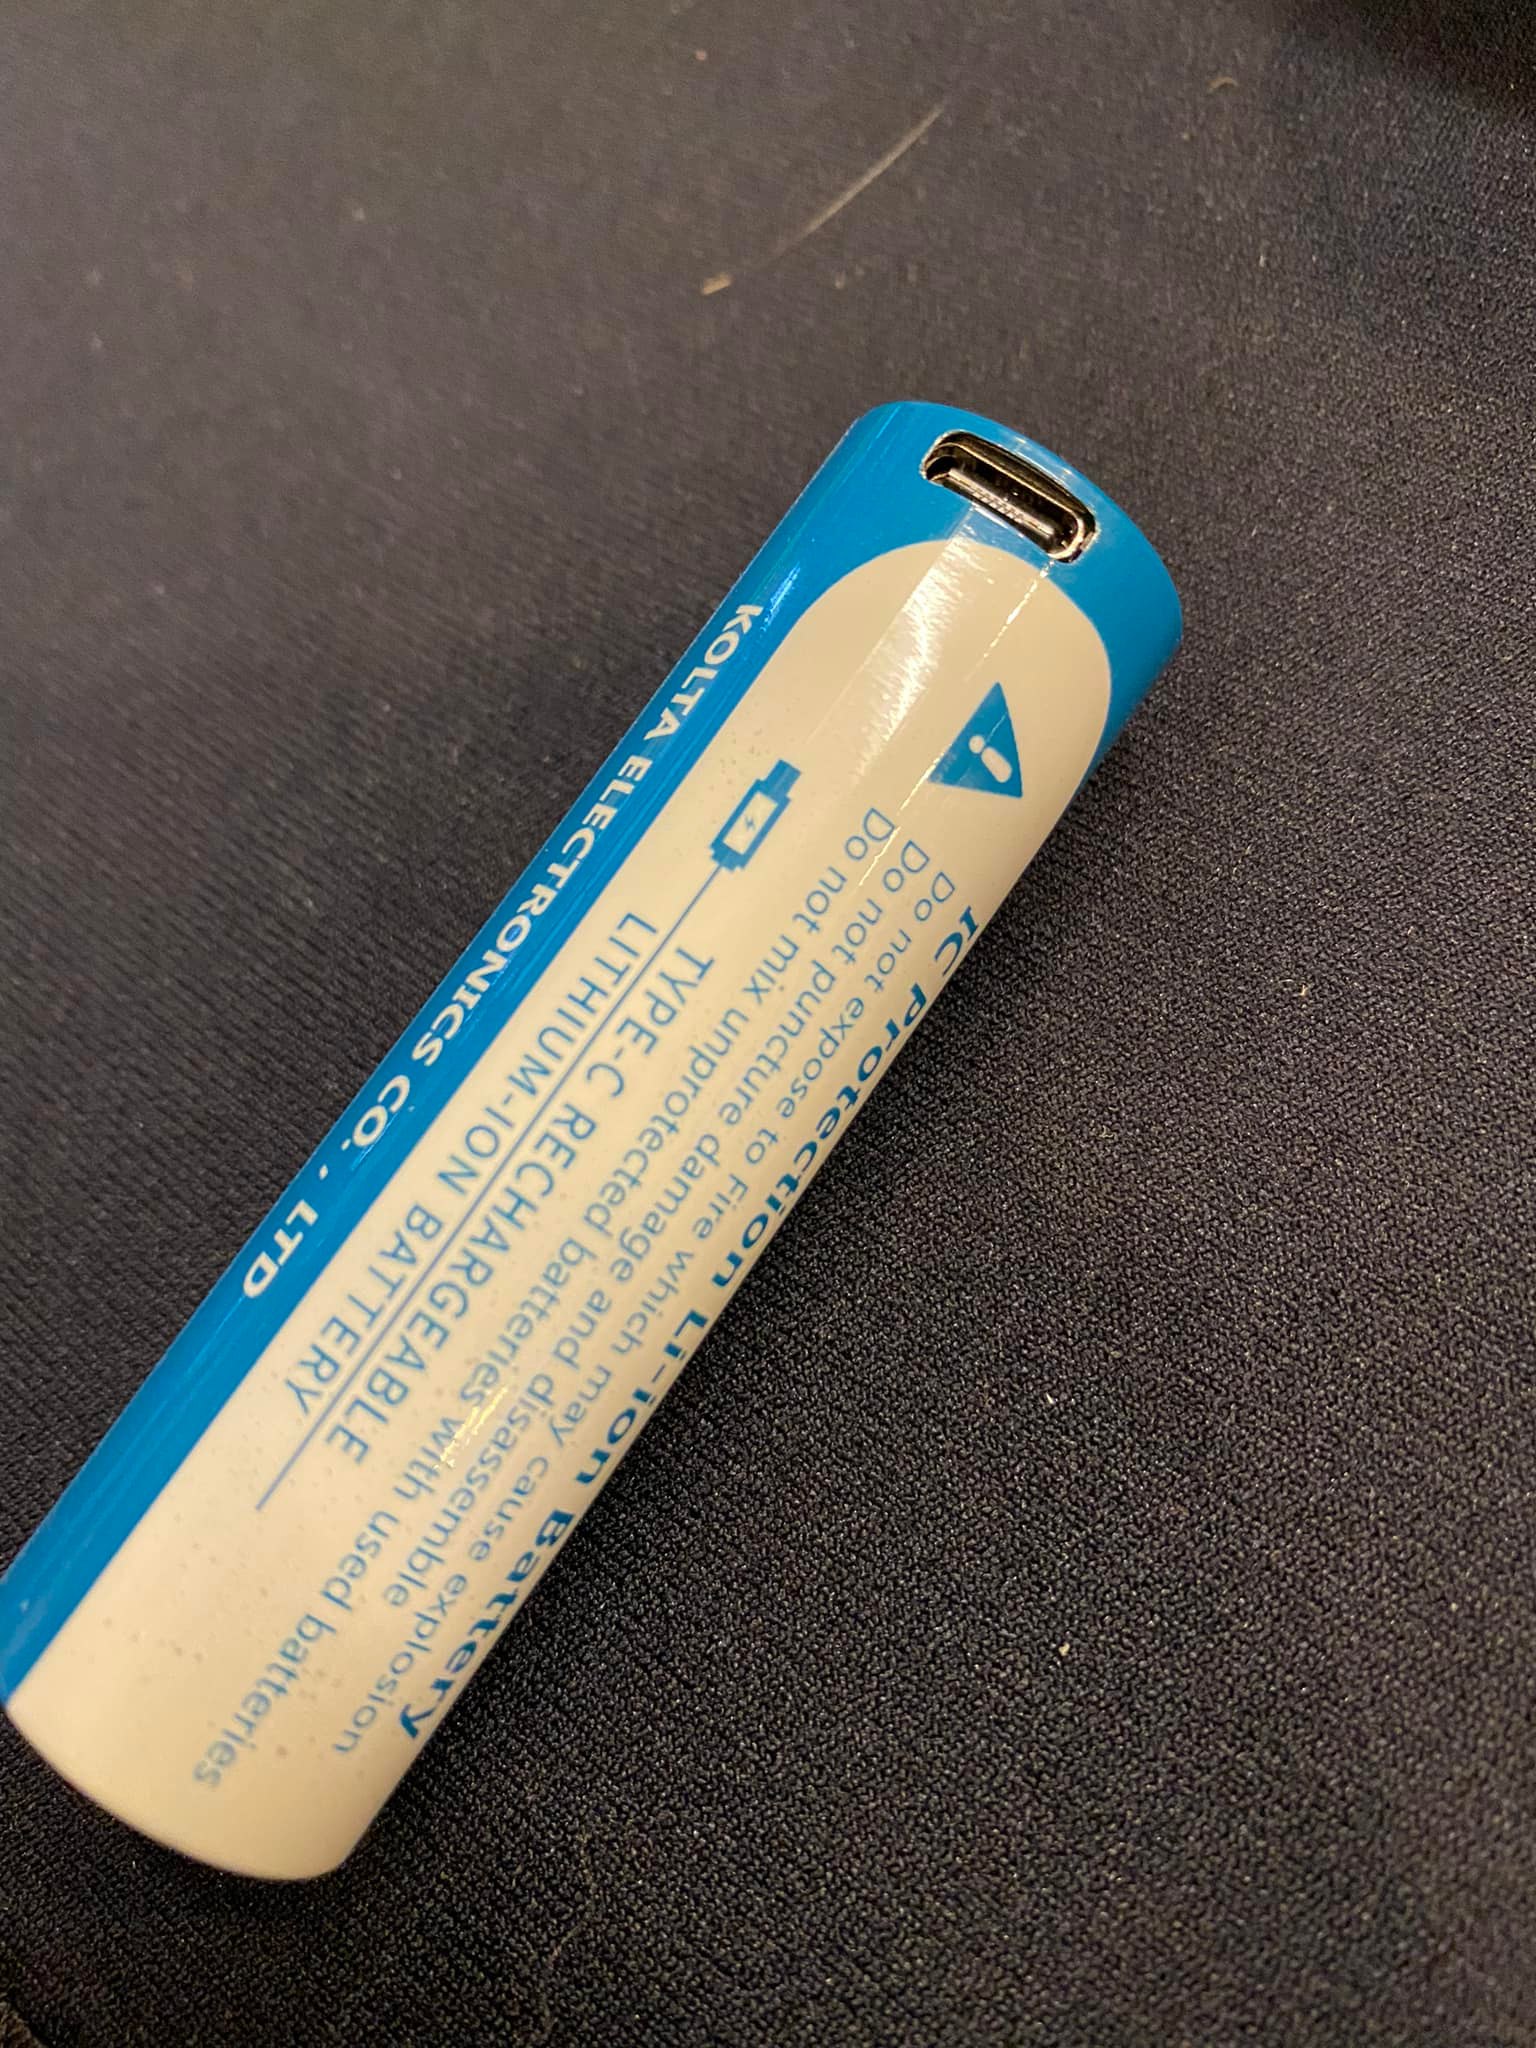 KOLTA ELECTRONICS CO. , LTD
LITHIUM-ION BATTERY
TYPE-C RECHARGEABLE
Do not mix unprotected batteries with used batteries
Do not puncture damage and disassemble
Do not expose to Fire which may cause explosion
IC Protection Li-ion Battery